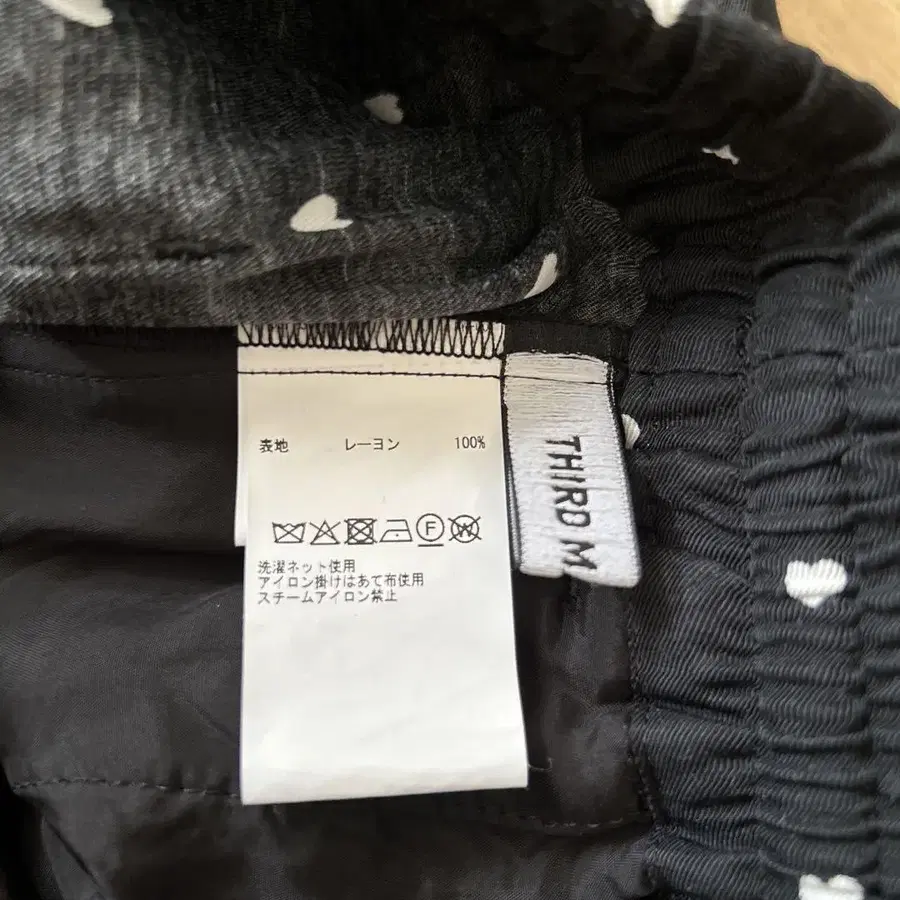 表地 レーヨン 100%
F W
洗濯ネット使用
アイロン掛けはあて布使用
スチームアイロン禁止
THIRD M